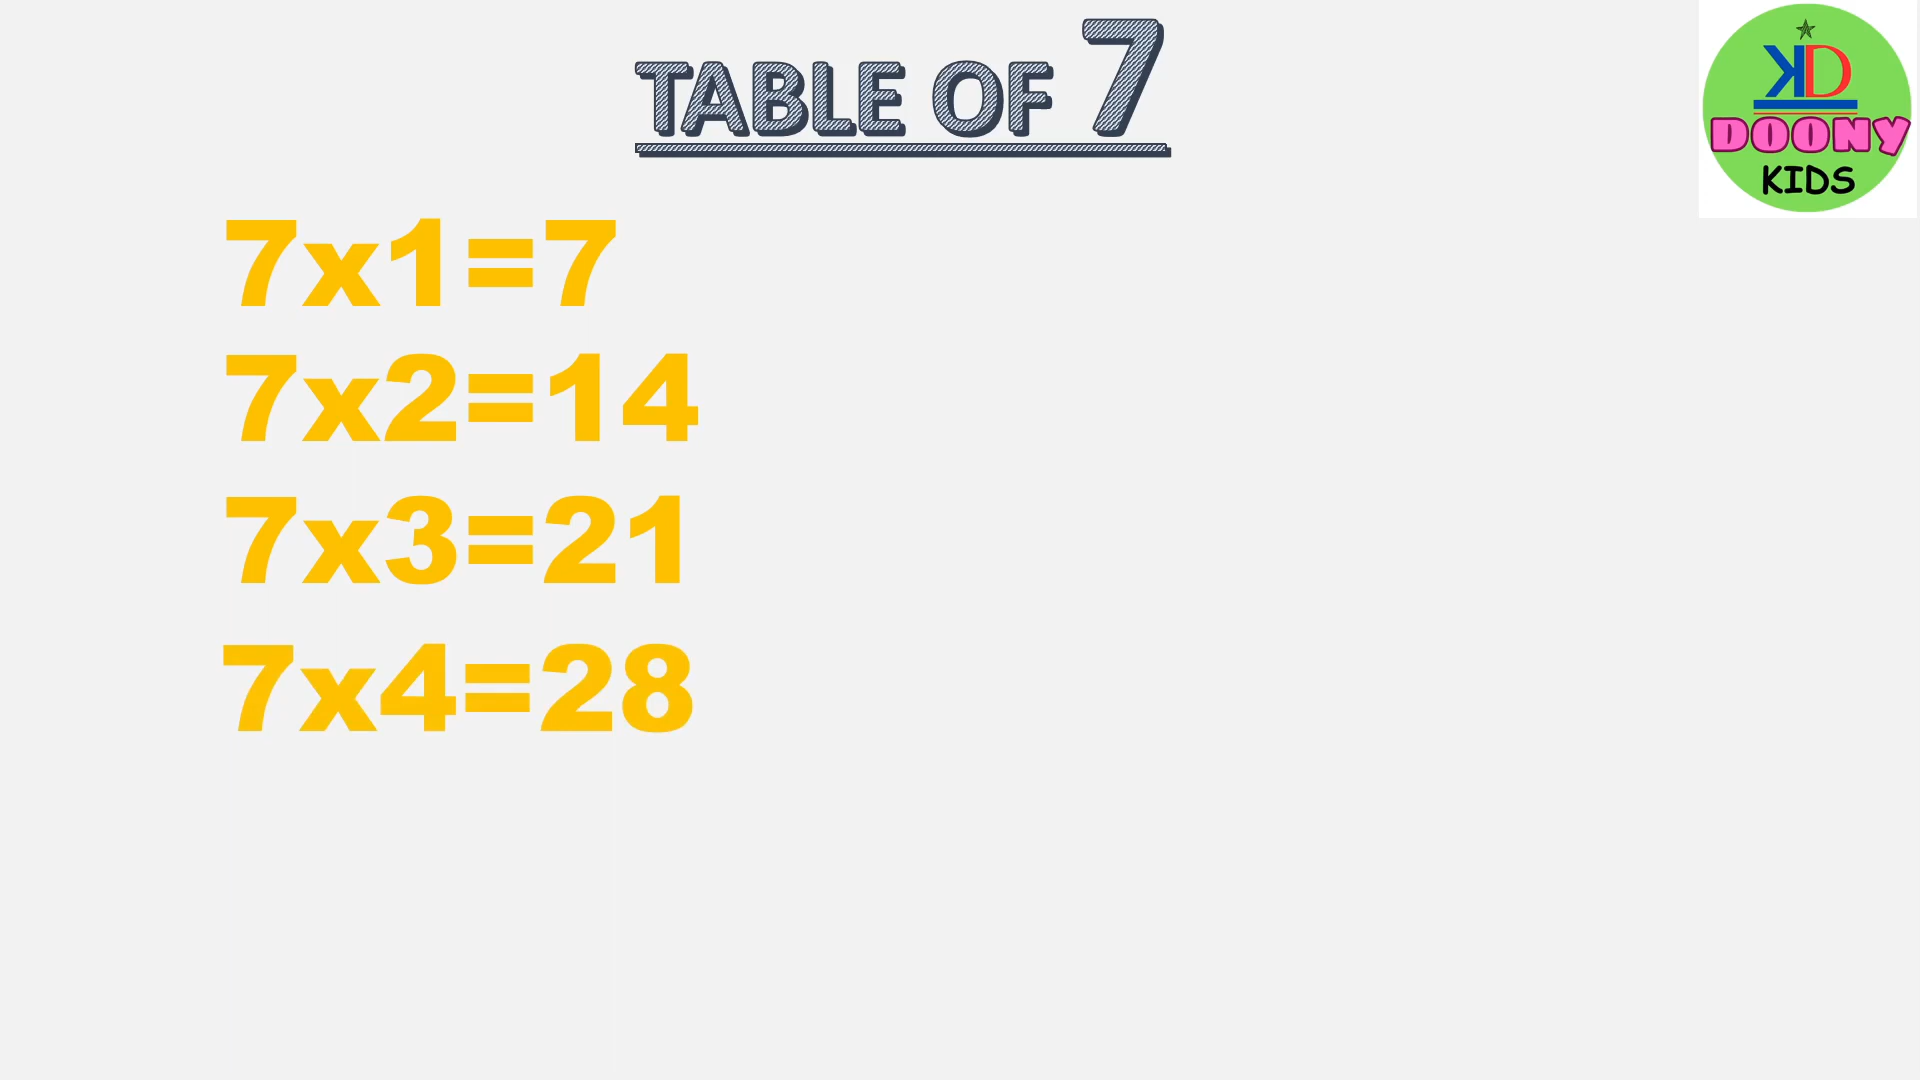 TABLE OF 7
KD
DOONY
KIDS
7x1=7
7x2=14
7x3=21
7x4=28